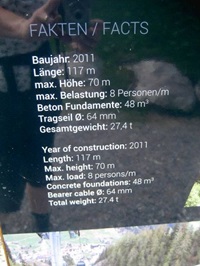 FAKTEN / FACTS
Baujahr: 2011
Länge: 117 m
max. Höhe: 70 m
max. Belastung: 8 Personen/m
Beton Fundamente: 48 m³
Tragseil Ø: 64 mm
Gesamtgewicht: 27,4 t
Year of construction: 2011
Length: 117 m
Max. height: 70 m
Max. load: 8 persons/m
Concrete foundations: 48 m³
Bearer cable Ø: 64 mm
Total weight: 27.4 t